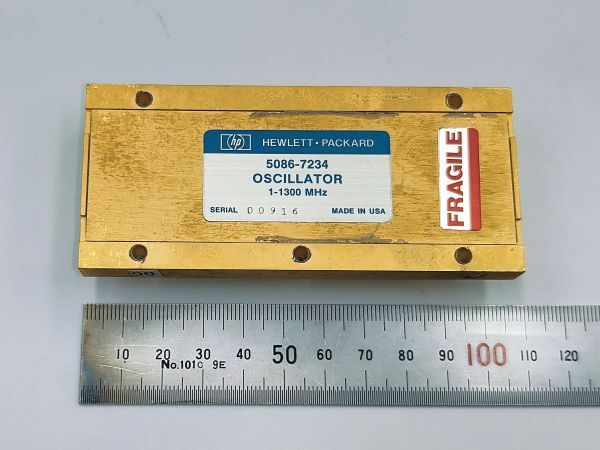 hp HEWLETT·PACKARD
5086-7234
OSCILLATOR
1-1300 MHz
SERIAL 00916 MADE IN USA
FRAGILE
10 20 30 40 50 60 70 80 90 100 110 120
No.101C 9E